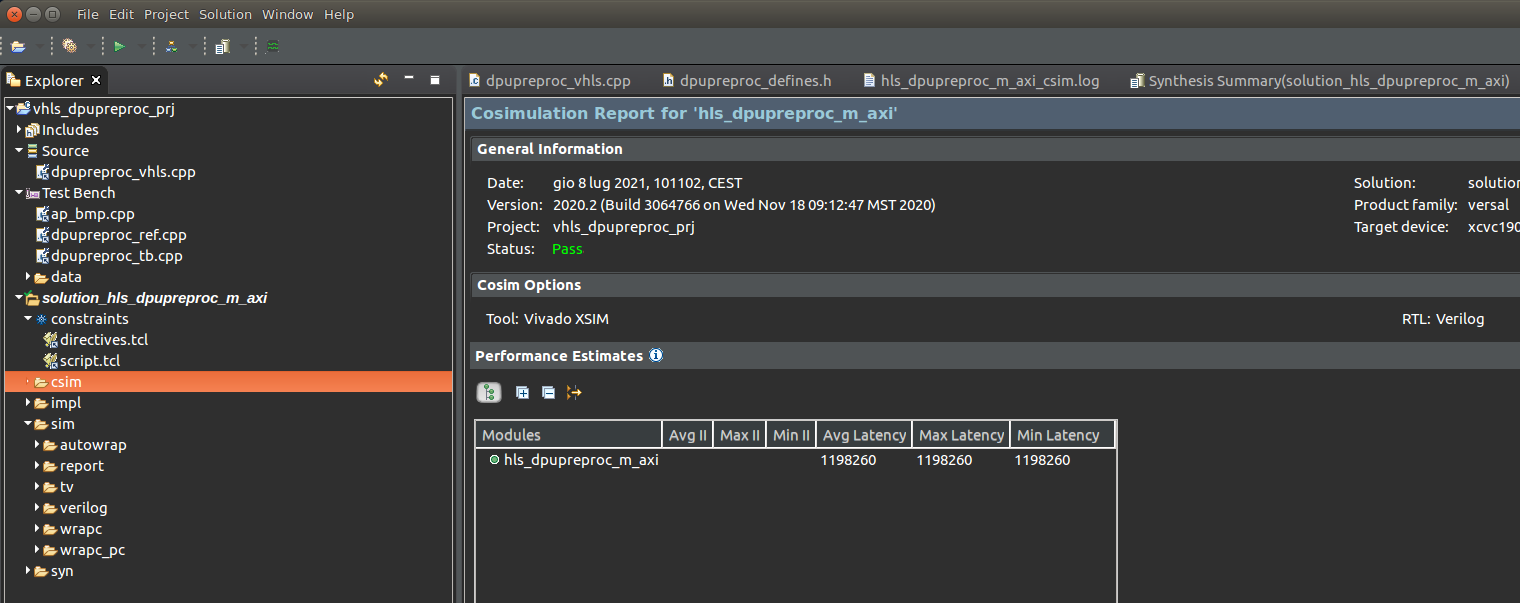 File Edit Project Solution Window Help
Explorer
dpupreproc_vhls.cpp dpupreproc_defines.h hls_dpupreproc_m_axi_csim.log Synthesis Summary(solution_hls_dpupreproc_m_axi)
vhls_dpupreproc_prj
Includes
Source
dpupreproc_vhls.cpp
Test Bench
ap_bmp.cpp
dpupreproc_ref.cpp
dpupreproc_tb.cpp
data
solution_hls_dpupreproc_m_axi
constraints
directives.tcl
script.tcl
csim
impl
sim
autowrap
report
tv
verilog
wrapc
wrapc_pc
syn
Cosimulation Report for 'hls_dpupreproc_m_axi'
General Information
Date: gio 8 lug 2021, 101102, CEST
Version: 2020.2 (Build 3064766 on Wed Nov 18 09:12:47 MST 2020)
Project: vhls_dpupreproc_prj
Status: Pass
Solution: solution
Product family: versal
Target device: xcvc190
Cosim Options
Tool: Vivado XSIM
RTL: Verilog
Performance Estimates
Modules Avg II Max II Min II Avg Latency Max Latency Min Latency
hls_dpupreproc_m_axi 1198260 1198260 1198260